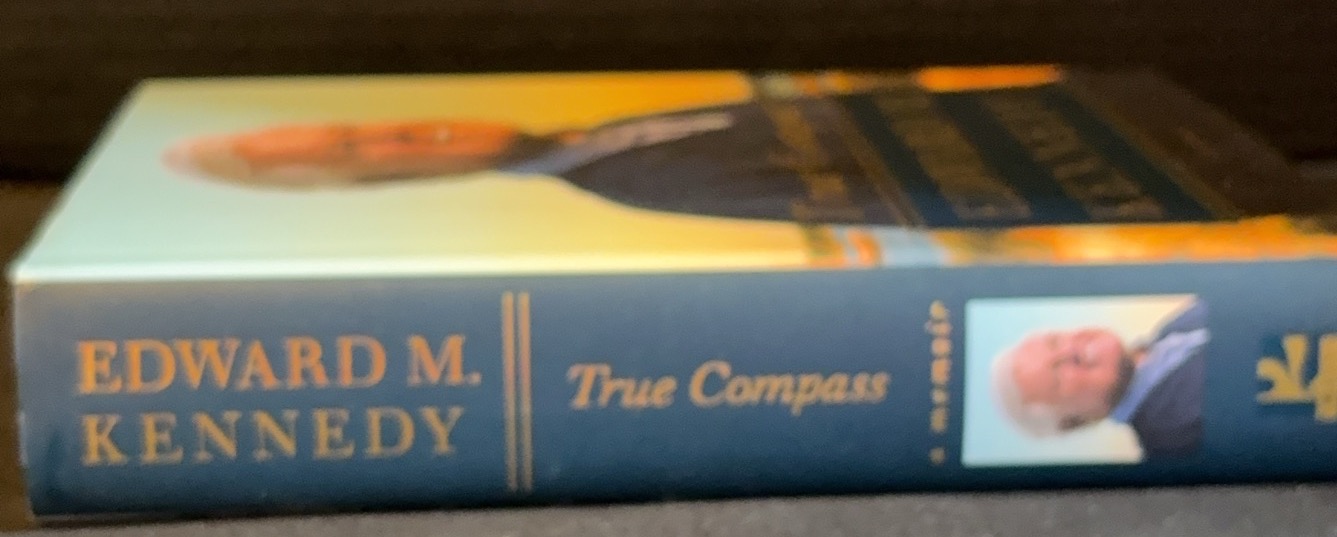 EDWARD M.
KENNEDY
True Compass
a memoir